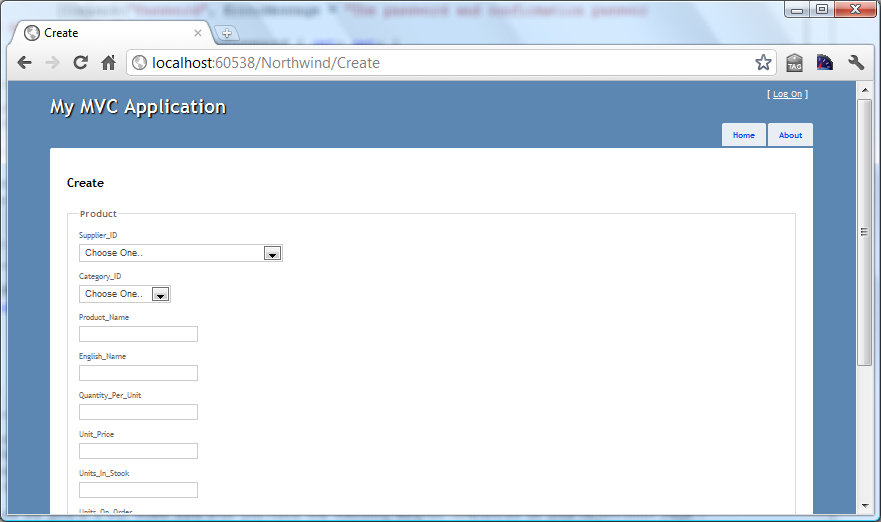 Create
localhost:60538/Northwind/Create
TAG
[ Log On ]
My MVC Application
Home
About
Create
Product
Supplier_ID
Choose One..
Category_ID
Choose One..
Product_Name
English_Name
Quantity_Per_Unit
Unit_Price
Units_In_Stock
Units_On_Order